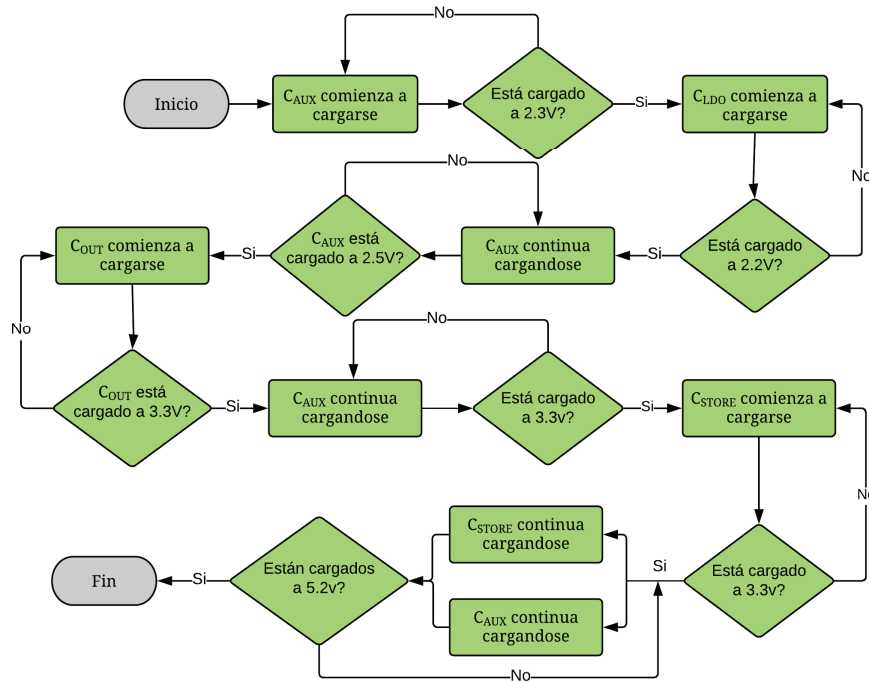 No
Inicio
CAUX comienza a
cargarse
Está cargado
a 2.3V?
Si
CLDO comienza a
cargarse
No
No
COUT comienza a
cargarse
Si
CAUX está
cargado a 2.5V?
CAUX continua
cargandose
Si
Está cargado
a 2.2V?
No
No
COUT está
cargado a 3.3V?
Si
CAUX continua
cargandose
Está cargado
a 3.3v?
Si
CSTORE comienza a
cargarse
No
Fin
Si
Están cargados
a 5.2v?
CSTORE continua
cargandose
CAUX continua
cargandose
Si
Está cargado
a 3.3v?
No